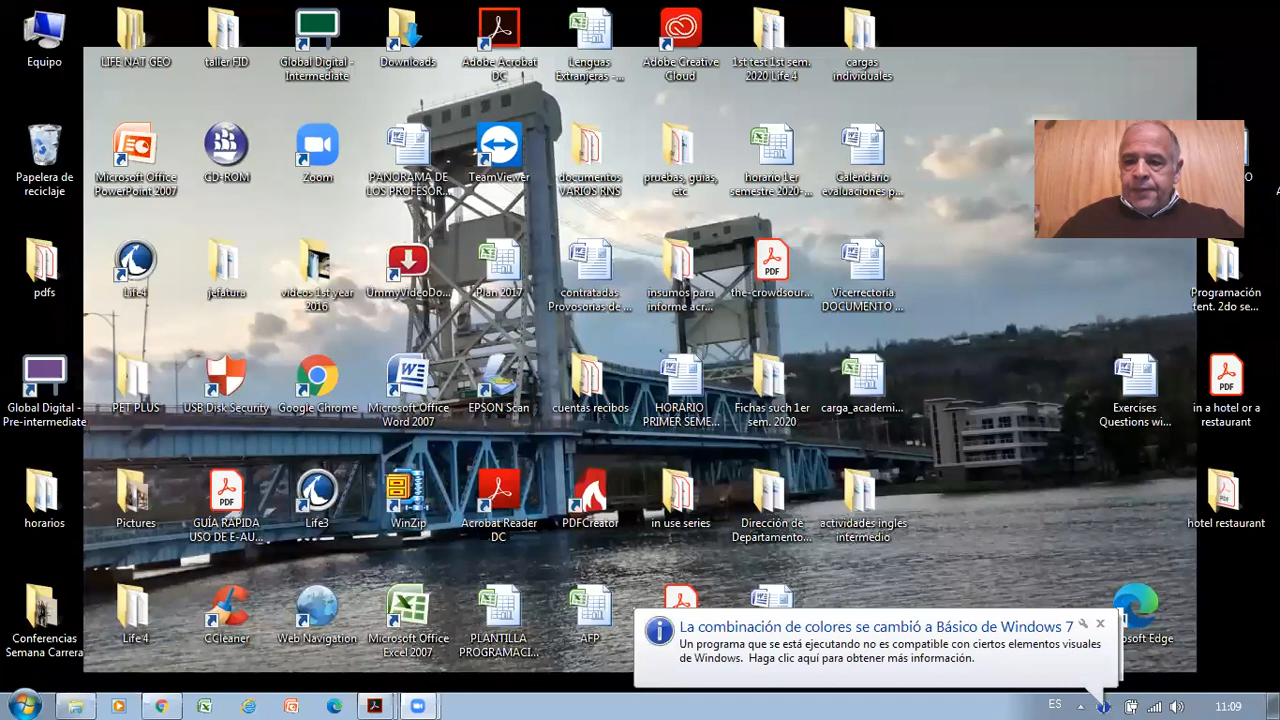 Equipo
LIFE NAT GEO
taller FID
Global Digital -
Intermediate
Downloads
Adobe Acrobat
DC
Lenguas
Extranjeras -...
Adobe Creative
Cloud
1st test 1st sem.
2020 Life 4
cargas
individuales
Papelera de
reciclaje
Microsoft Office
PowerPoint 2007
CD-ROM
Zoom
PANORAMA DE
LOS PROFESOR...
TeamViewer
documentos
VARIOS RNS
pruebas, guías,
etc
horario 1er
semestre 2020-...
Calendario
evaluaciones p...
pdfs
Life4
jefatura
videos 1st year
2016
UmmyVideoDo...
Plan 2017
contratadas
Provosorias de ...
insumos para
informe acr...
PDF
the-crowdsour...
Vicerrectoría
DOCUMENTO ...
Programación
tent. 2do se...
Global Digital -
Pre-intermediate
PET PLUS
USB Disk Security
Google Chrome
Microsoft Office
Word 2007
EPSON Scan
cuentas recibos
HORARIO
PRIMER SEME...
Fichas such 1er
sem. 2020
carga_academi...
Exercises
Questions wi...
in a hotel or a
restaurant
horarios
Pictures
PDF
GUÍA RÁPIDA
USO DE E-AU...
Life3
WinZip
Acrobat Reader
DC
PDFCreator
in use series
Dirección de
Departamento...
actividades ingles
intermedio
hotel restaurant
Conferencias
Semana Carrera
Life 4
CCleaner
Web Navigation
Microsoft Office
Excel 2007
PLANTILLA
PROGRAMACI...
AFP
osoft Edge
La combinación de colores se cambió a Básico de Windows 7
Un programa que se está ejecutando no es compatible con ciertos elementos visuales
de Windows. Haga clic aquí para obtener más información.
ES
11:09